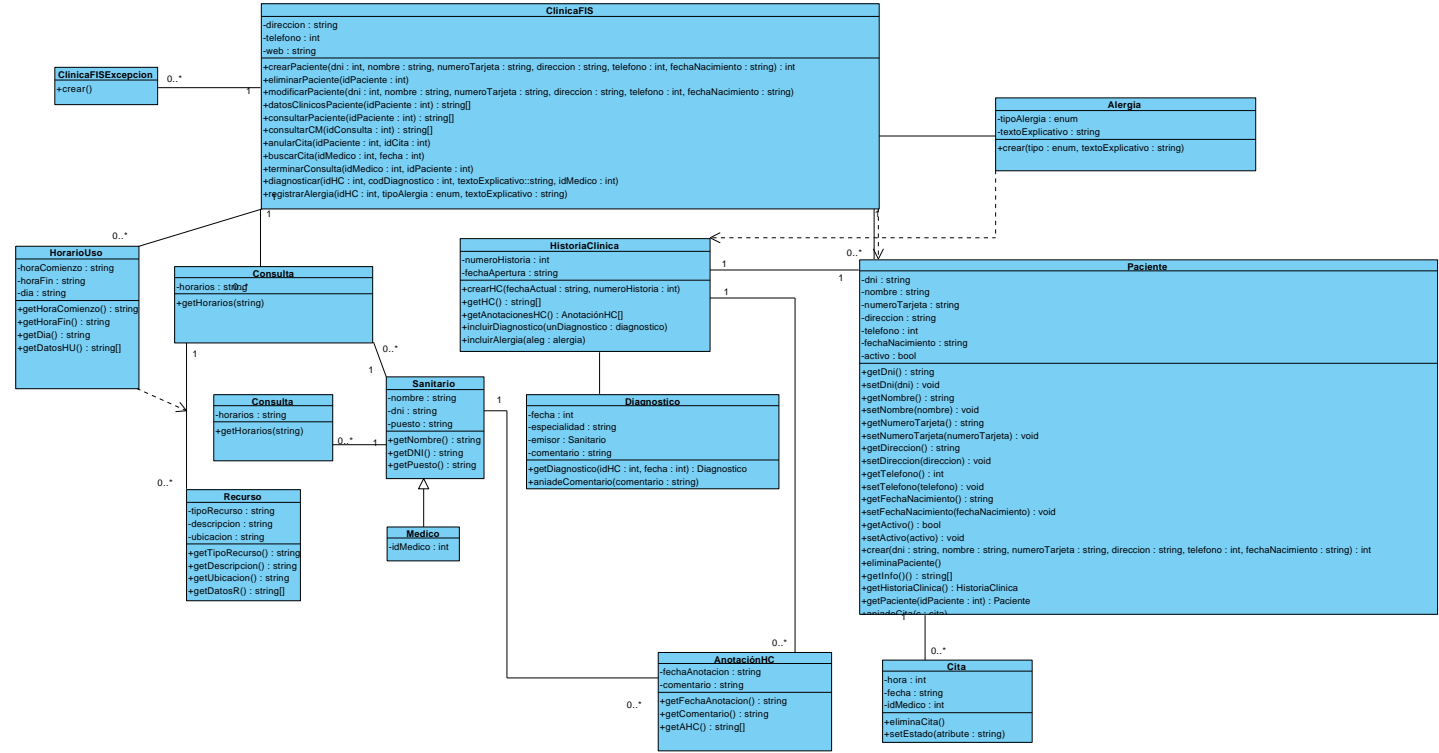 ClinicaFIS
-direccion : string
-telefono : int
-web : string
+crearPaciente(dni : int, nombre : string, numeroTarjeta : string, direccion : string, telefono : int, fechaNacimiento : string) : int
+eliminarPaciente(idPaciente : int)
+modificarPaciente(dni : int, nombre : string, numeroTarjeta : string, direccion : string, telefono : int, fechaNacimiento : string)
+datosClinicosPaciente(idPaciente : int) : string[]
+consultarPaciente(idPaciente : int) : string[]
+consultarCM(idConsulta : int) : string[]
+anularCita(idPaciente : int, idCita : int)
+buscarCita(idMedico : int, fecha : int)
+terminarConsulta(idMedico : int, idPaciente : int)
+diagnosticar(idHC : int, codDiagnostico : int, textoExplicativo::string, idMedico : int)
+registrarAlergia(idHC : int, tipoAlergia : enum, textoExplicativo : string)
1
ClinicaFISExcepcion
+crear()
0..*
1
Alergia
-tipoAlergia : enum
-textoExplicativo : string
+crear(tipo : enum, textoExplicativo : string)
1
1
0..*
HorarioUso
-horaComienzo : string
-horaFin : string
-dia : string
+getHoraComienzo() : string
+getHoraFin() : string
+getDia() : string
+getDatosHU() : string[]
Consulta
-horarios : string
0..*
+getHorarios(string)
1
0..*
1
HistoriaClinica
-numeroHistoria : int
-fechaApertura : string
+crearHC(fechaActual : string, numeroHistoria : int)
+getHC() : string[]
+getAnotacionesHC() : AnotaciónHC[]
+incluirDiagnostico(unDiagnostico : diagnostico)
+incluirAlergia(aleg : alergia)
1
1
0..*
1
Paciente
-dni : string
-nombre : string
-numeroTarjeta : string
-direccion : string
-telefono : int
-fechaNacimiento : string
-activo : bool
+getDni() : string
+setDni(dni) : void
+getNombre() : string
+setNombre(nombre) : void
+getNumeroTarjeta() : string
+setNumeroTarjeta(numeroTarjeta) : void
+getDireccion() : string
+setDireccion(direccion) : void
+getTelefono() : int
+setTelefono(telefono) : void
+getFechaNacimiento() : string
+setFechaNacimiento(fechaNacimiento) : void
+getActivo() : bool
+setActivo(activo) : void
+crear(dni : string, nombre : string, numeroTarjeta : string, direccion : string, telefono : int, fechaNacimiento : string) : int
+eliminaPaciente()
+getInfo()() : string[]
+getHistoriaClinica() : HistoriaClinica
+getPaciente(idPaciente : int) : Paciente
+aniadeCita(c : cita)
1
0..*
Sanitario
-nombre : string
-dni : string
-puesto : string
+getNombre() : string
+getDNI() : string
+getPuesto() : string
1
Consulta
-horarios : string
+getHorarios(string)
0..*
1
Diagnostico
-fecha : int
-especialidad : string
-emisor : Sanitario
-comentario : string
+getDiagnostico(idHC : int, fecha : int) : Diagnostico
+aniadeComentario(comentario : string)
0..*
Recurso
-tipoRecurso : string
-descripcion : string
-ubicacion : string
+getTipoRecurso() : string
+getDescripcion() : string
+getUbicacion() : string
+getDatosR() : string[]
Medico
-idMedico : int
0..*
0..*
AnotaciónHC
-fechaAnotacion : string
-comentario : string
+getFechaAnotacion() : string
+getComentario() : string
+getAHC() : string[]
Cita
-hora : int
-fecha : string
-idMedico : int
+eliminaCita()
+setEstado(atribute : string)